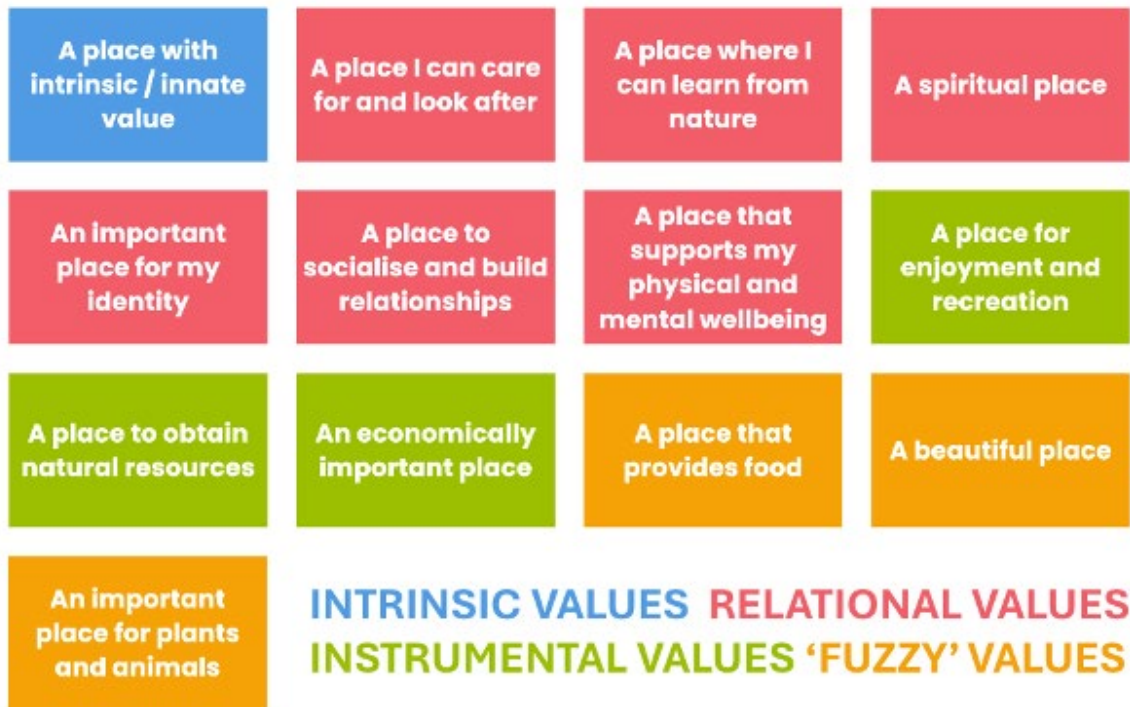 A place with
intrinsic / innate
value
A place I can care
for and look after
A place where I
can learn from
nature
A spiritual place
An important
place for my
identity
A place to
socialise and build
relationships
A place that
supports my
physical and
mental wellbeing
A place for
enjoyment and
recreation
A place to obtain
natural resources
An economically
important place
A place that
provides food
A beautiful place
An important
place for plants
and animals
INTRINSIC VALUES RELATIONAL VALUES
INSTRUMENTAL VALUES ‘FUZZY’ VALUES